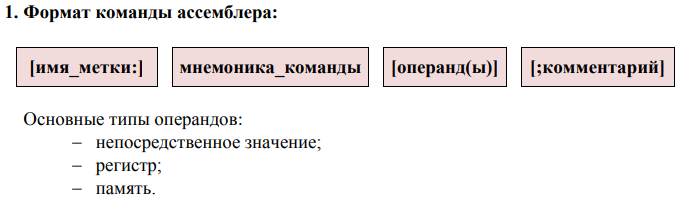 1. Формат команды ассемблера:
[имя_метки:] мнемоника_команды [операнд(ы)] [;комментарий]
Основные типы операндов:
– непосредственное значение;
– регистр;
– память.